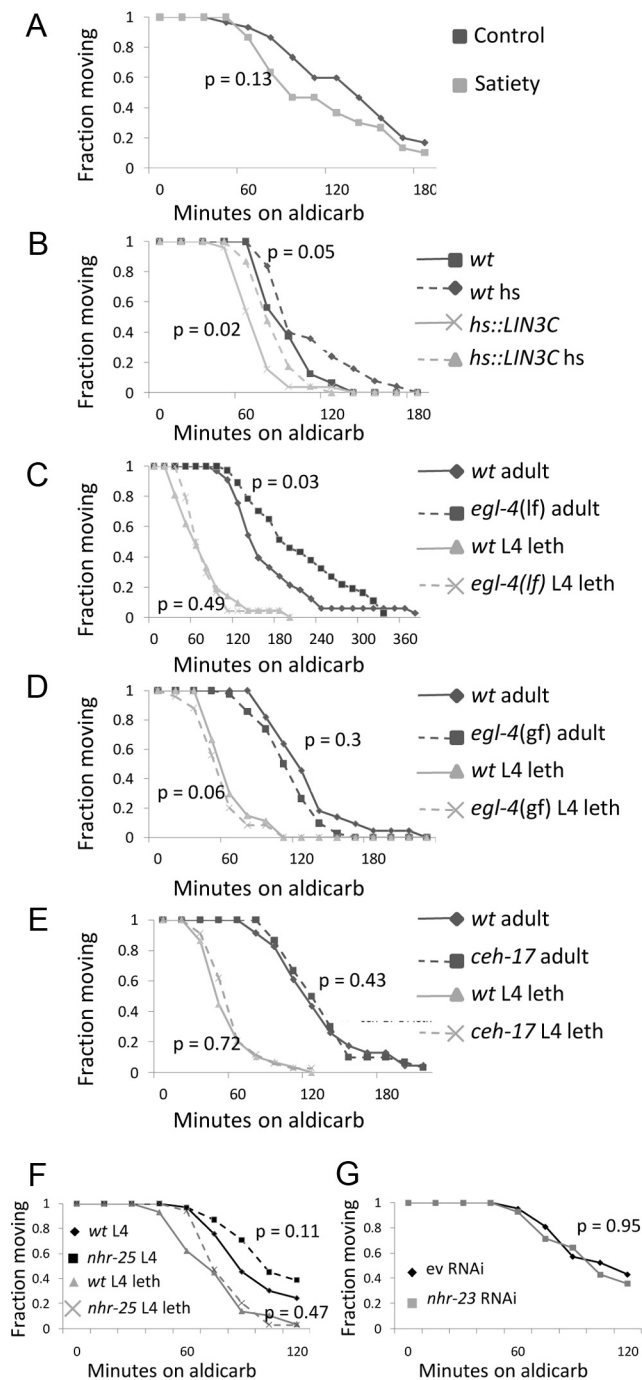 A
Fraction moving
1
0.8
0.6
0.4
0.2
0
p = 0.13
Control
Satiety
0 60 120 180
Minutes on aldicarb
B
Fraction moving
1
0.8
0.6
0.4
0.2
0
p = 0.05
p = 0.02
wt
wt hs
hs::LIN3C
hs::LIN3C hs
0 60 120 180
Minutes on aldicarb
C
Fraction moving
1
0.8
0.6
0.4
0.2
0
p = 0.03
p = 0.49
wt adult
egl-4(lf) adult
wt L4 leth
egl-4(lf) L4 leth
0 60 120 180 240 300 360
Minutes on aldicarb
D
Fraction moving
1
0.8
0.6
0.4
0.2
0
p = 0.3
p = 0.06
wt adult
egl-4(gf) adult
wt L4 leth
egl-4(gf) L4 leth
0 60 120 180
Minutes on aldicarb
E
Fraction moving
1
0.8
0.6
0.4
0.2
0
p = 0.43
p = 0.72
wt adult
ceh-17 adult
wt L4 leth
ceh-17 L4 leth
0 60 120 180
Minutes on aldicarb
F
Fraction moving
1
0.8
0.6
0.4
0.2
0
wt L4
nhr-25 L4
wt L4 leth
nhr-25 L4 leth
p = 0.11
p = 0.47
0 60 120
Minutes on aldicarb
G
Fraction moving
1
0.8
0.6
0.4
0.2
0
p = 0.95
ev RNAi
nhr-23 RNAi
0 60 120
Minutes on aldicarb